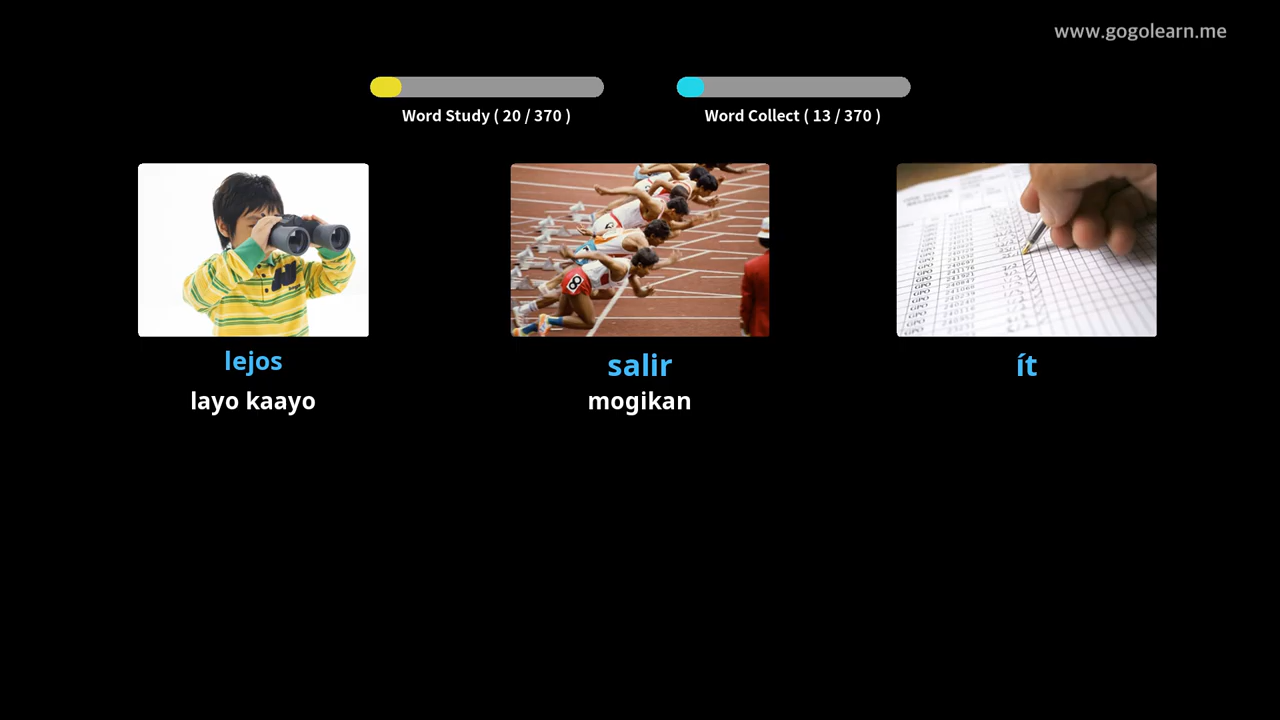 www.gogolearn.me
Word Study ( 20 / 370 )
Word Collect ( 13 / 370 )
lejos
salir
ít
layo kaayo
mogikan